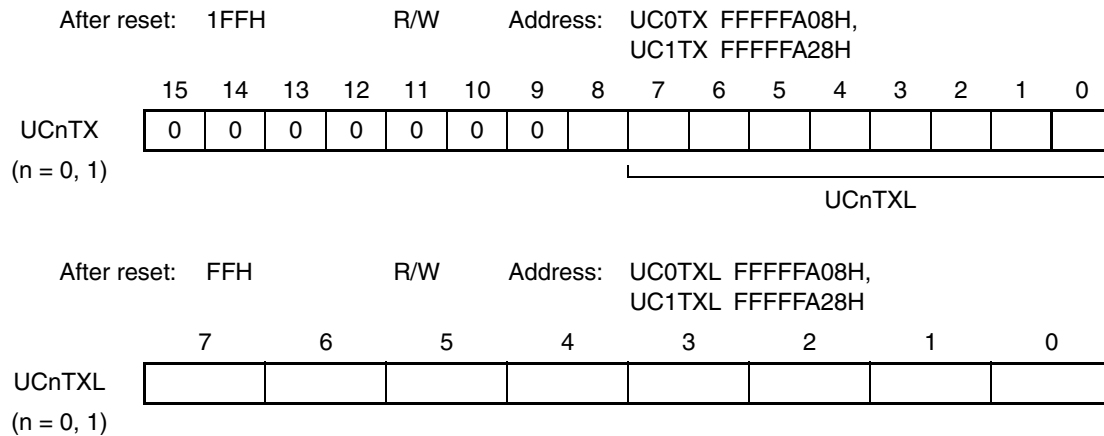 After reset: 1FFH R/W Address: UC0TX FFFFFA08H,
UC1TX FFFFFA28H
15 14 13 12 11 10 9 8 7 6 5 4 3 2 1 0
UCnTX 0 0 0 0 0 0 0
(n = 0, 1)
UCnTXL
After reset: FFH R/W Address: UC0TXL FFFFFA08H,
UC1TXL FFFFFA28H
7 6 5 4 3 2 1 0
UCnTXL
(n = 0, 1)